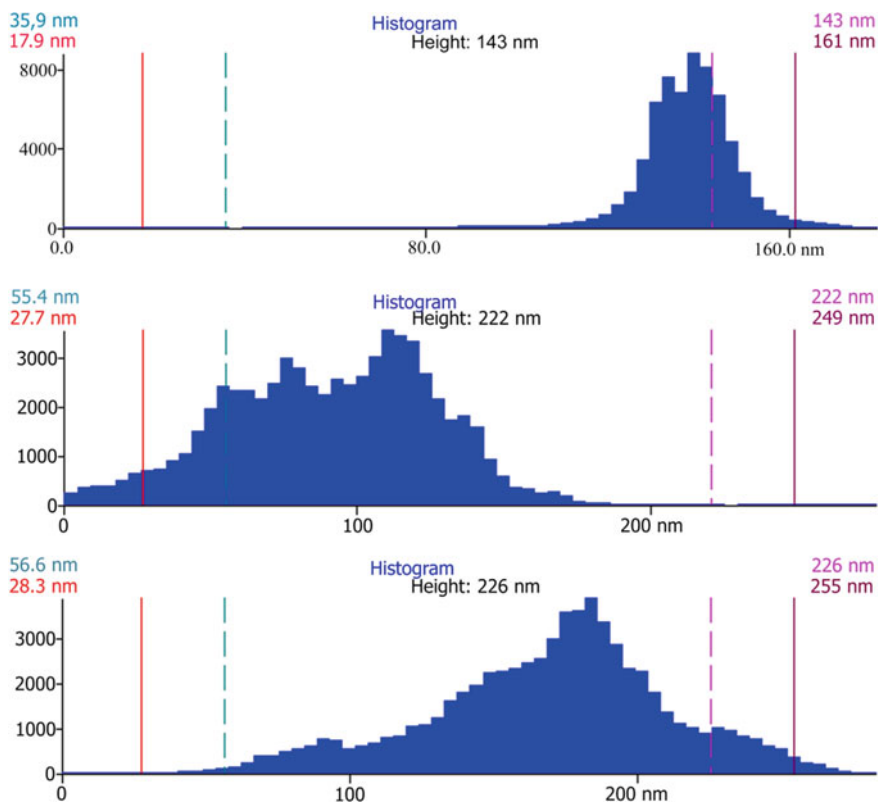 35,9 nm Histogram 143 nm
17.9 nm Height: 143 nm 161 nm
8000
4000
0
0.0 80.0 160.0 nm
55.4 nm Histogram 222 nm
27.7 nm Height: 222 nm 249 nm
3000
2000
1000
0
0 100 200 nm
56.6 nm Histogram 226 nm
28.3 nm Height: 226 nm 255 nm
3000
2000
1000
0
0 100 200 nm